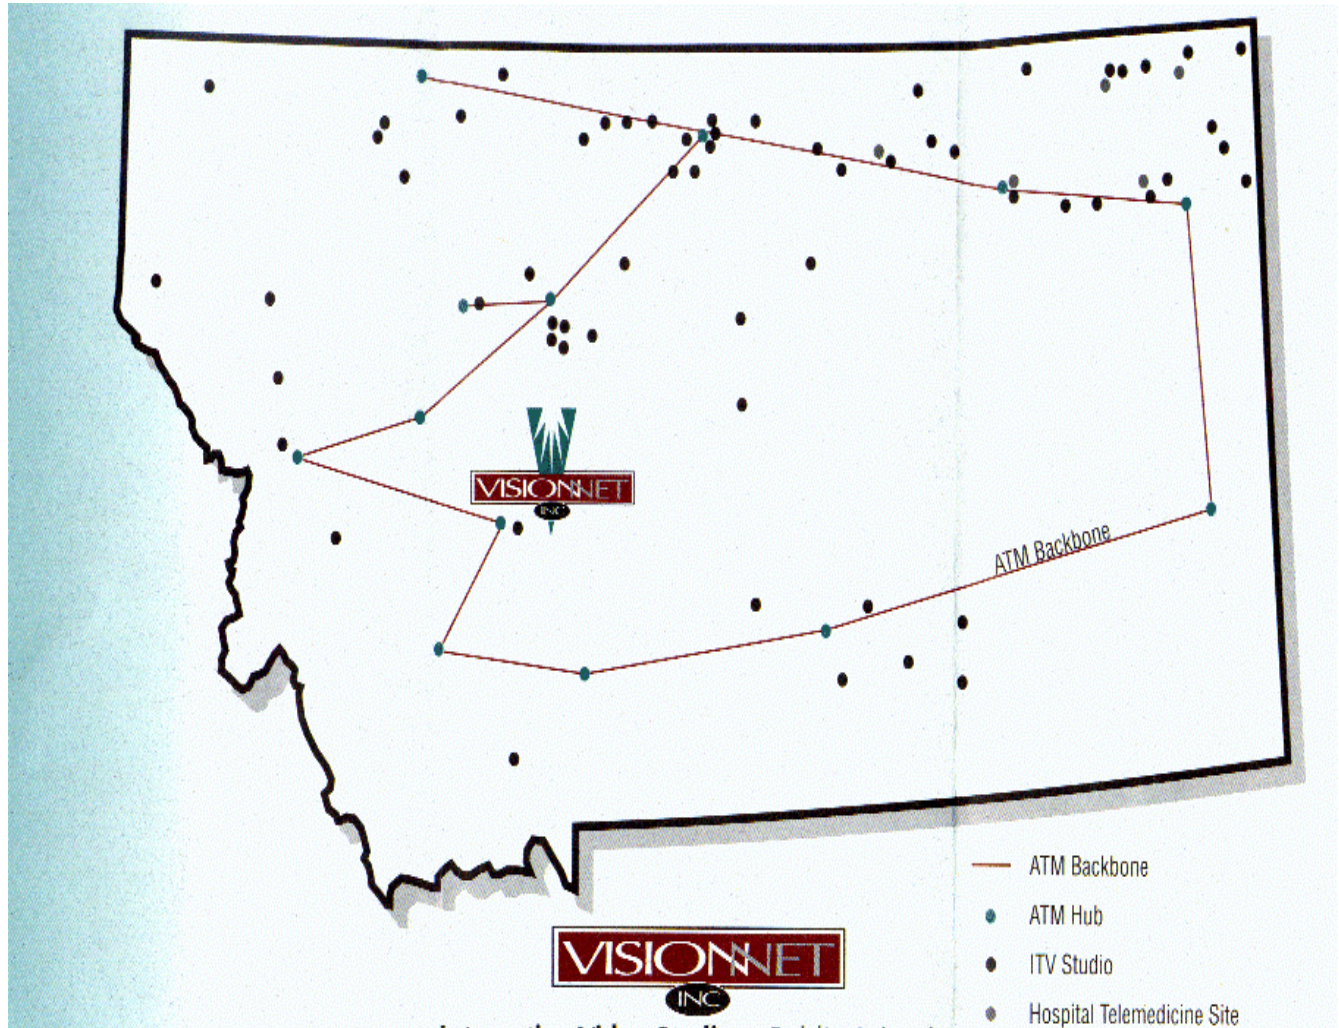 VISIONNET
INC
ATM Backbone
ATM Backbone
ATM Hub
ITV Studio
Hospital Telemedicine Site
VISIONNET
INC